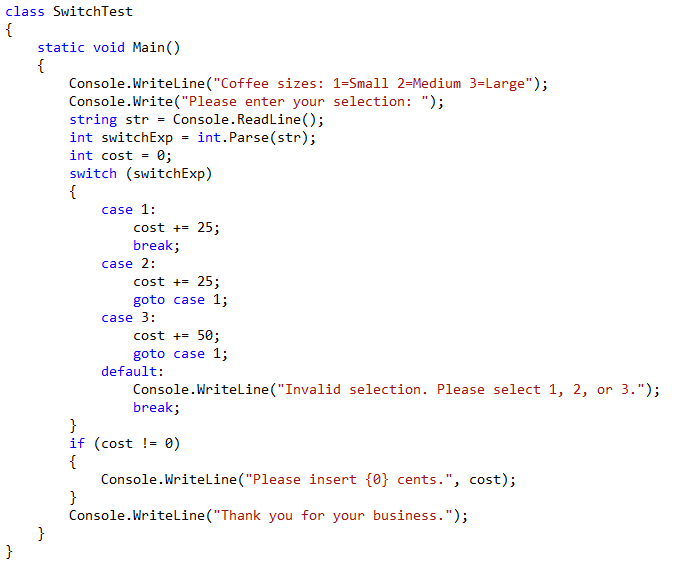 class SwitchTest
{
    static void Main()
    {
        Console.WriteLine("Coffee sizes: 1=Small 2=Medium 3=Large");
        Console.Write("Please enter your selection: ");
        string str = Console.ReadLine();
        int switchExp = int.Parse(str);
        int cost = 0;
        switch (switchExp)
        {
            case 1:
                cost += 25;
                break;
            case 2:
                cost += 25;
                goto case 1;
            case 3:
                cost += 50;
                goto case 1;
            default:
                Console.WriteLine("Invalid selection. Please select 1, 2, or 3.");
                break;
        }
        if (cost != 0)
        {
            Console.WriteLine("Please insert {0} cents.", cost);
        }
        Console.WriteLine("Thank you for your business.");
    }
}